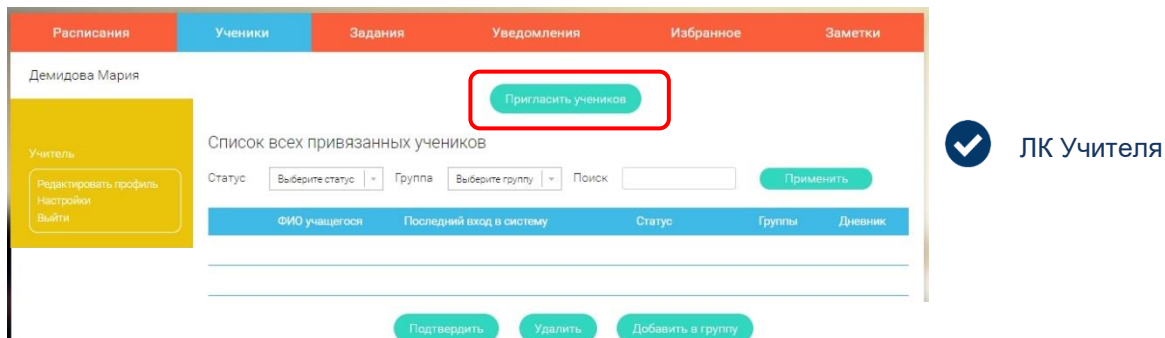 Расписания Ученики Задания Уведомления Избранное Заметки
Демидова Мария
Пригласить учеников
Список всех привязанных учеников
Учитель
Статус Выберите статус Группа Выберите группу Поиск Применить
Редактировать профиль
Настройки
Выйти
ФИО учащегося Последний вход в систему Статус Группы Дневник
Подтвердить Удалить Добавить в группу
ЛК Учителя